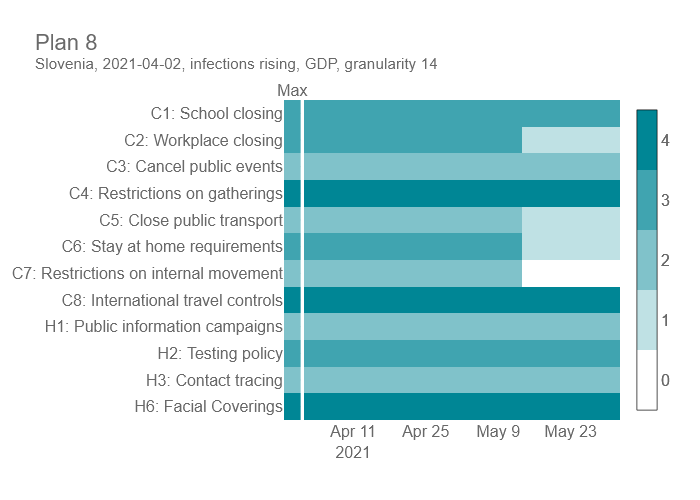 Plan 8
Slovenia, 2021-04-02, infections rising, GDP, granularity 14
Max
C1: School closing
C2: Workplace closing
C3: Cancel public events
C4: Restrictions on gatherings
C5: Close public transport
C6: Stay at home requirements
C7: Restrictions on internal movement
C8: International travel controls
H1: Public information campaigns
H2: Testing policy
H3: Contact tracing
H6: Facial Coverings
Apr 11 Apr 25 May 9 May 23
2021
4
3
2
1
0